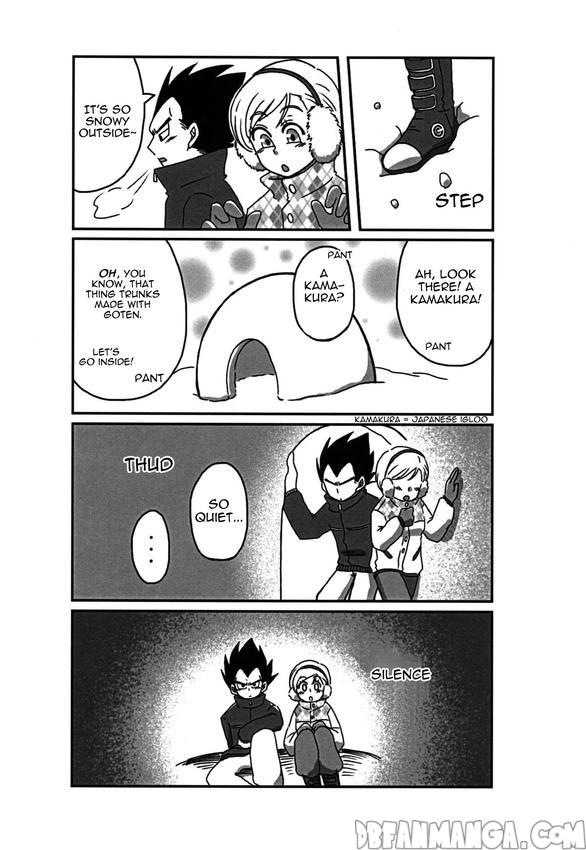 IT'S SO
SNOWY
OUTSIDE~
STEP
OH, YOU
KNOW, THAT
THING TRUNKS
MADE WITH
GOTEN.
LET'S
GO INSIDE!
PANT
PANT
A
KAMA-
KURA?
AH, LOOK
THERE! A
KAMAKURA!
PANT
KAMAKURA = JAPANESE IGLOO
THUD
SO
QUIET...
...
SILENCE
DBFANMANGA.COM